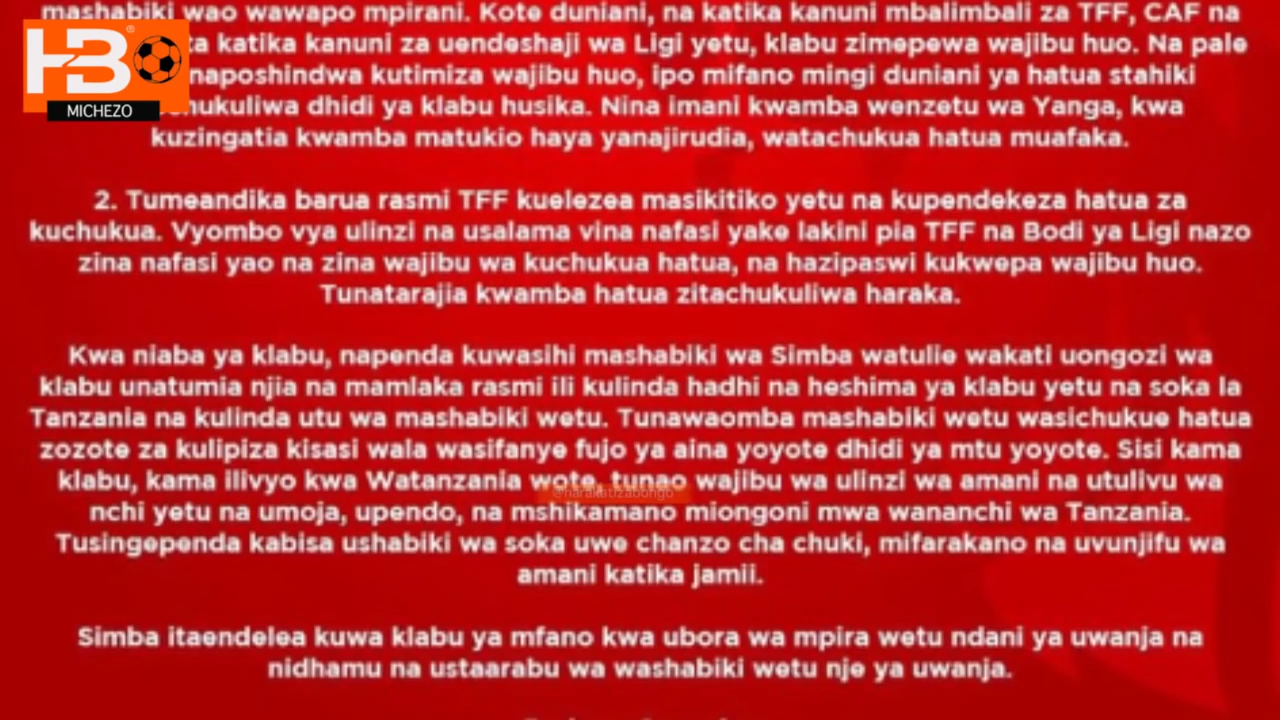 mashabiki wao wawapo mpirani. Kote duniani, na katika kanuni mbalimbali za TFF, CAF na
katika kanuni za uendeshaji wa Ligi yetu, klabu zimepewa wajibu huo. Na pale
kutimiza wajibu huo, ipo mifano mingi duniani ya hatua stahiki
dhidi ya klabu husika. Nina imani kwamba wenzetu wa Yanga, kwa
kuzingatia kwamba matukio haya yanajirudia, watachukua hatua muafaka.
HBO
MICHEZO
2. Tumeandika barua rasmi TFF kuelezea masikitiko yetu na kupendekeza hatua za
kuchukua. Vyombo vya ulinzi na usalama vina nafasi yake lakini pia TFF na Bodi ya Ligi nazo
zina nafasi yao na zina wajibu wa kuchukua hatua, na hazipaswi kukwepa wajibu huo.
Tunatarajia kwamba hatua zitachukuliwa haraka.
Kwa niaba ya klabu, napenda kuwasihi mashabiki wa Simba watulie wakati uongozi wa
klabu unatumia njia na mamlaka rasmi ili kulinda hadhi na heshima ya klabu yetu na soka la
Tanzania na kulinda utu wa mashabiki wetu. Tunawaomba mashabiki wetu wasichukue hatua
zozote za kulipiza kisasi wala wasifanye fujo ya aina yoyote dhidi ya mtu yoyote. Sisi kama
klabu, kama ilivyo kwa Watanzania wote, tunao wajibu wa ulinzi wa amani na utulivu wa
nchi yetu na umoja, upendo, na mshikamano miongoni mwa wananchi wa Tanzania.
Tusingependa kabisa ushabiki wa soka uwe chanzo cha chuki, mifarakano na uvunjifu wa
amani katika jamii.
Simba itaendelea kuwa klabu ya mfano kwa ubora wa mpira wetu ndani ya uwanja na
nidhamu na ustaarabu wa washabiki wetu nje ya uwanja.